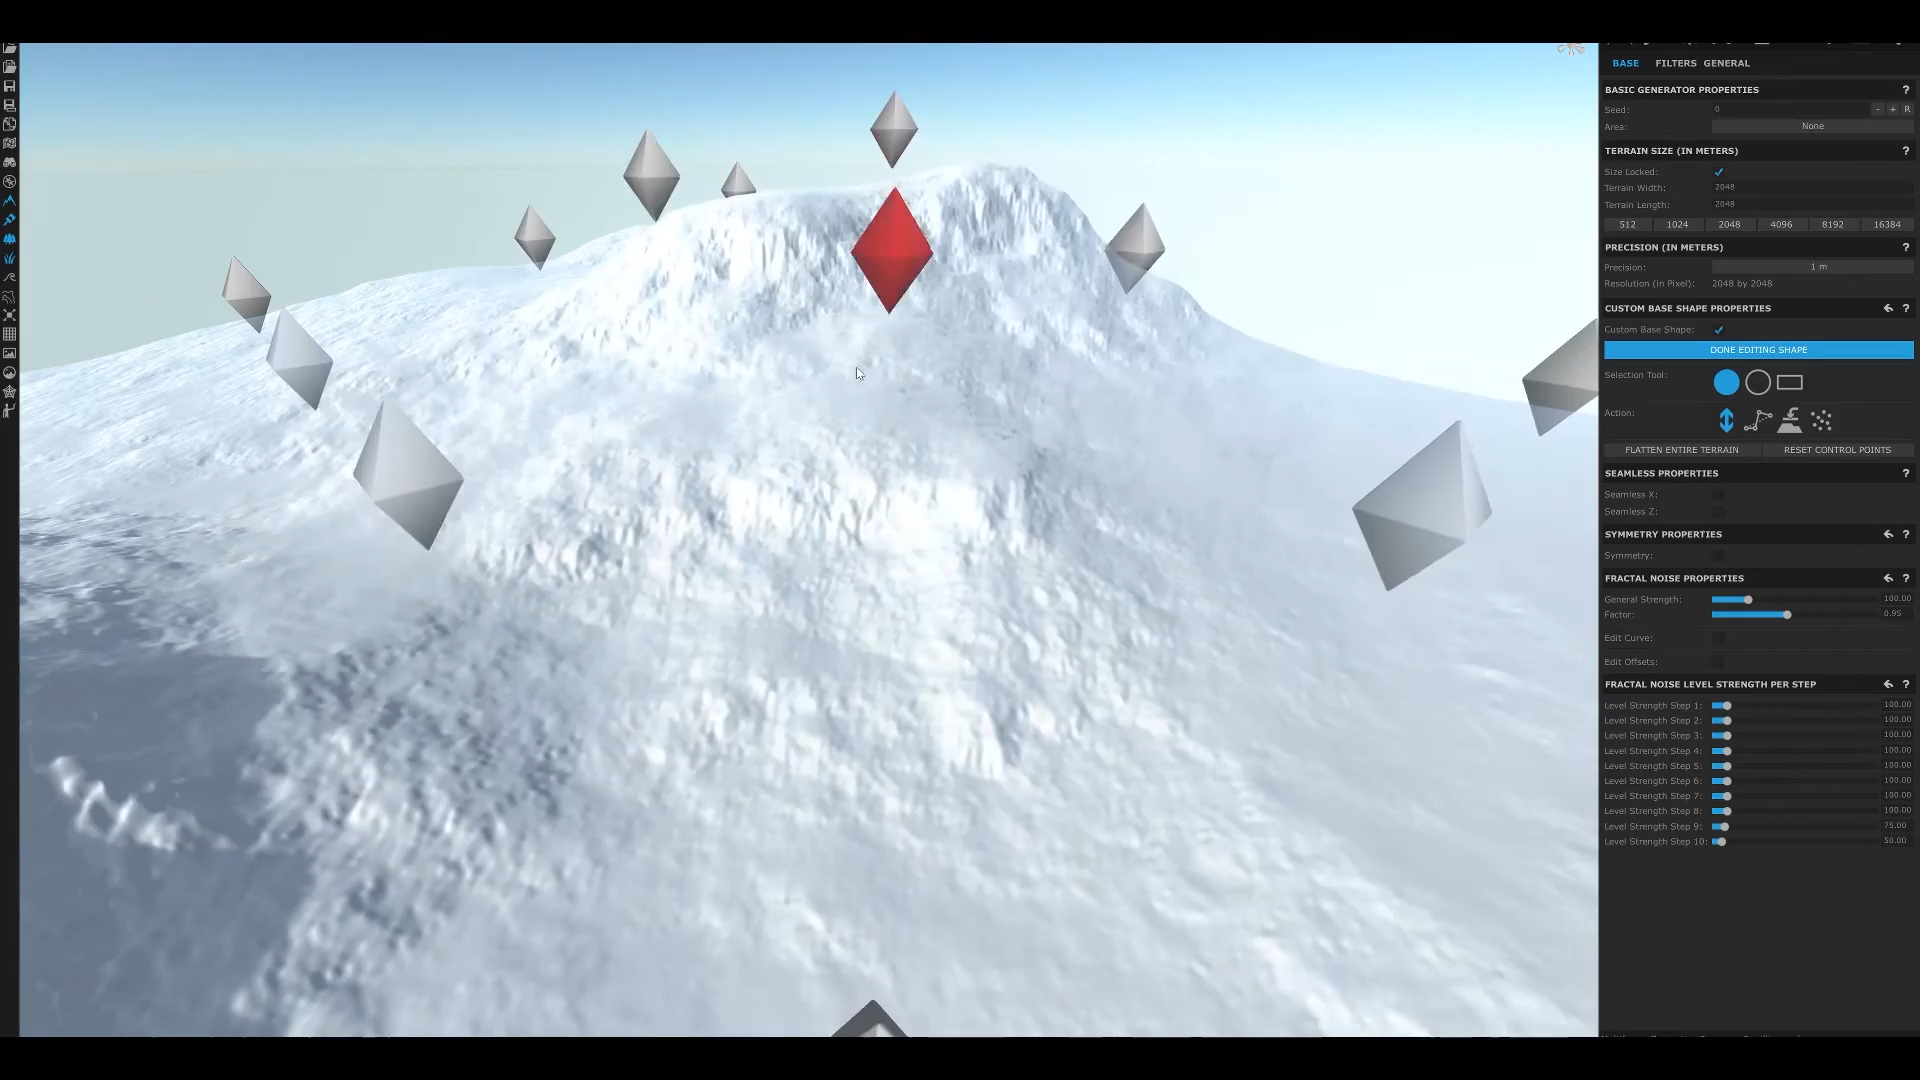 BASE FILTERS GENERAL
BASIC GENERATOR PROPERTIES ?
Seed: 0 - + R
Area: None
TERRAIN SIZE (IN METERS) ?
Size Locked:
Terrain Width: 2048
Terrain Length: 2048
512 1024 2048 4096 8192 16384
PRECISION (IN METERS) ?
Precision: 1 m
Resolution (in Pixel): 2048 by 2048
CUSTOM BASE SHAPE PROPERTIES ?
Custom Base Shape:
DONE EDITING SHAPE
Selection Tool:
Action:
FLATTEN ENTIRE TERRAIN RESET CONTROL POINTS
SEAMLESS PROPERTIES ?
Seamless X:
Seamless Z:
SYMMETRY PROPERTIES ?
Symmetry:
FRACTAL NOISE PROPERTIES ?
General Strength: 100.00
Factor: 0.95
Edit Curve:
Edit Offsets:
FRACTAL NOISE LEVEL STRENGTH PER STEP ?
Level Strength Step 1: 100.00
Level Strength Step 2: 100.00
Level Strength Step 3: 100.00
Level Strength Step 4: 100.00
Level Strength Step 5: 100.00
Level Strength Step 6: 100.00
Level Strength Step 7: 100.00
Level Strength Step 8: 100.00
Level Strength Step 9: 75.00
Level Strength Step 10: 50.00